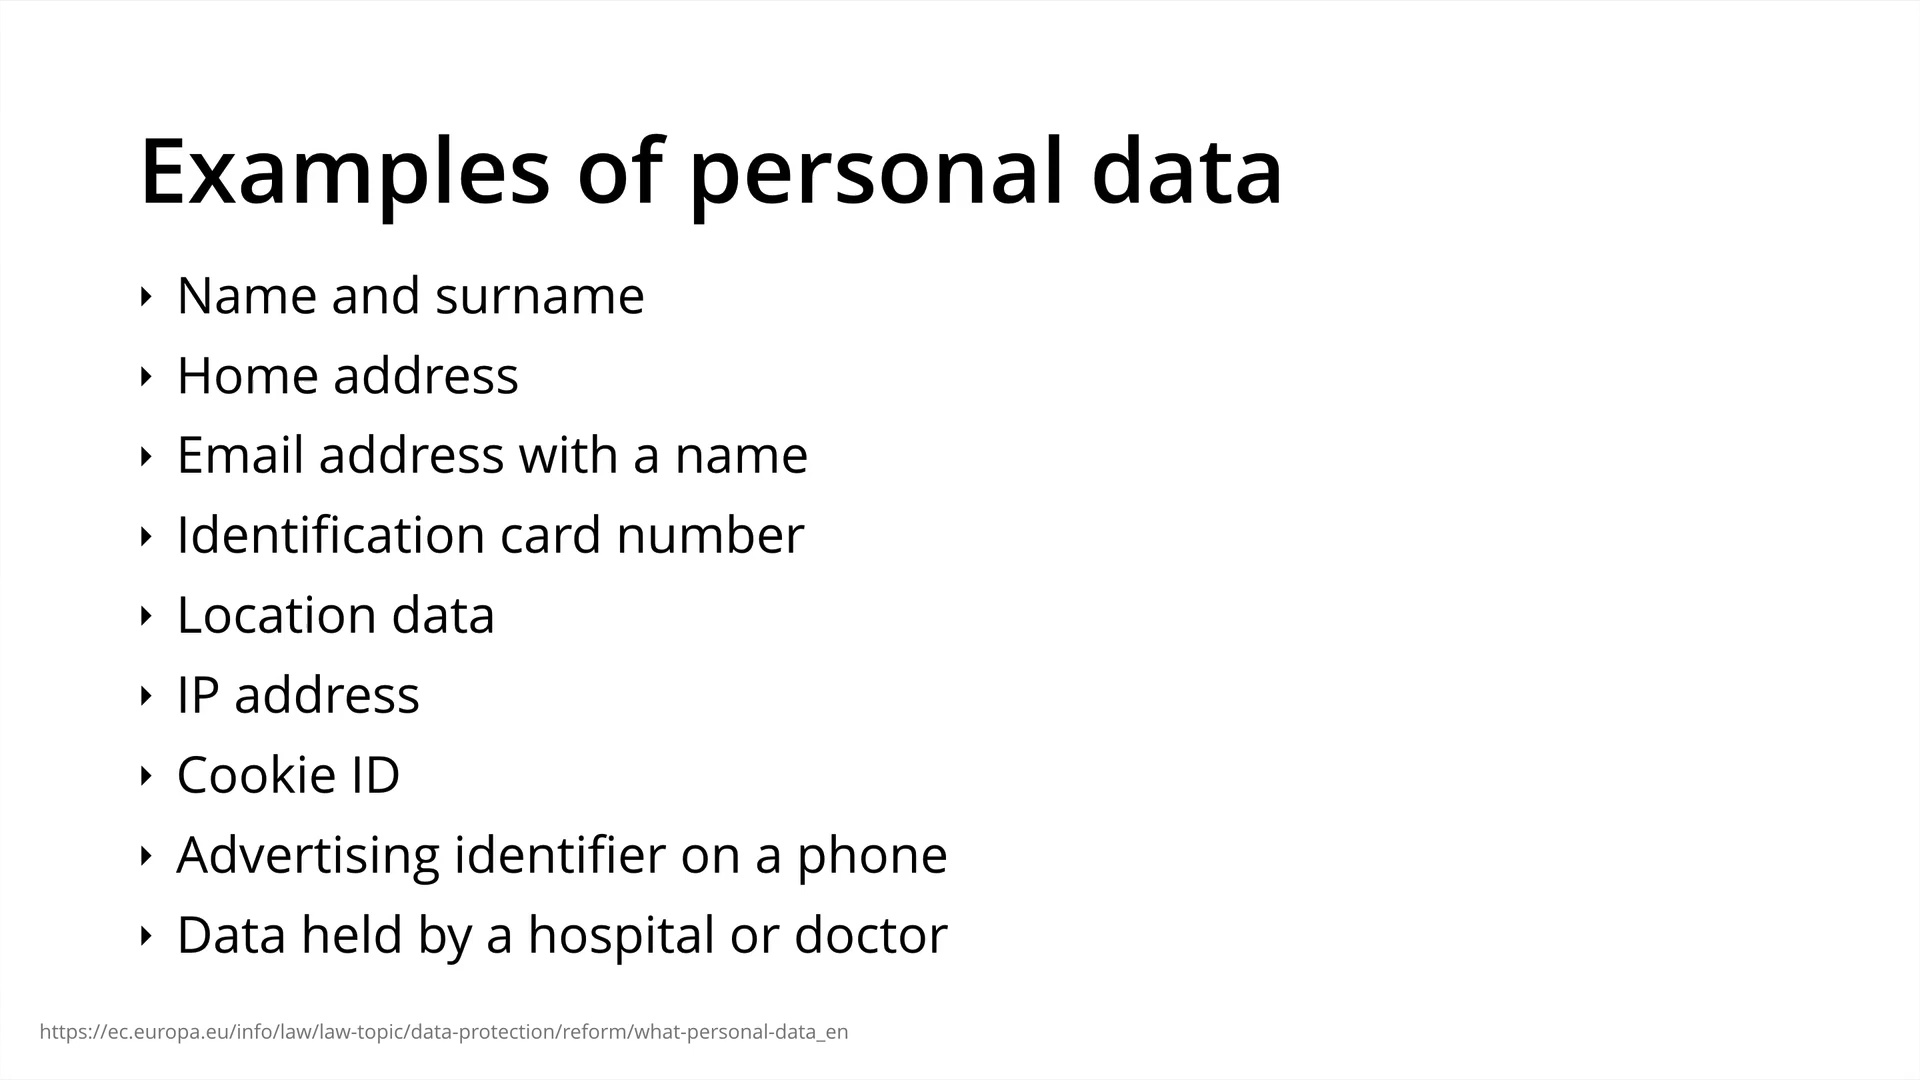 Examples of personal data
‣ Name and surname
‣ Home address
‣ Email address with a name
‣ Identification card number
‣ Location data
‣ IP address
‣ Cookie ID
‣ Advertising identifier on a phone
‣ Data held by a hospital or doctor
https://ec.europa.eu/info/law/law-topic/data-protection/reform/what-personal-data_en